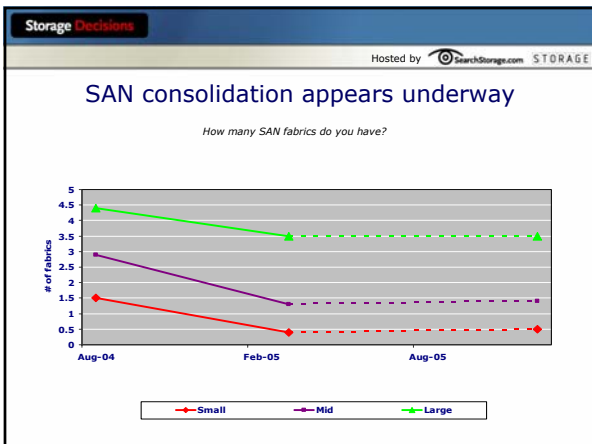 Storage Decisions
Hosted by SearchStorage.com STORAGE
SAN consolidation appears underway
How many SAN fabrics do you have?
5
4.5
4
3.5
3
2.5
2
1.5
1
0.5
0
# of fabrics
Aug-04 Feb-05 Aug-05
Small Mid Large